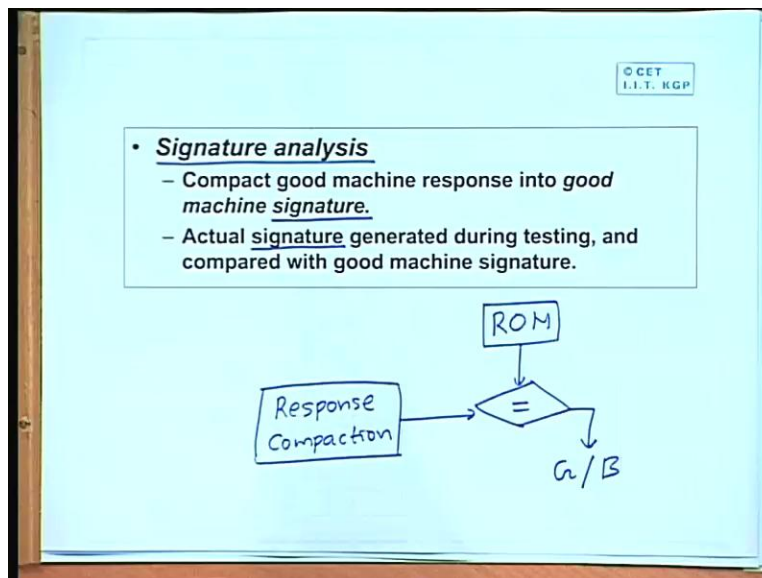 © CET
I.I.T. KGP
• Signature analysis
– Compact good machine response into good
machine signature.
– Actual signature generated during testing, and
compared with good machine signature.
ROM
Response
Compaction
=
G/B